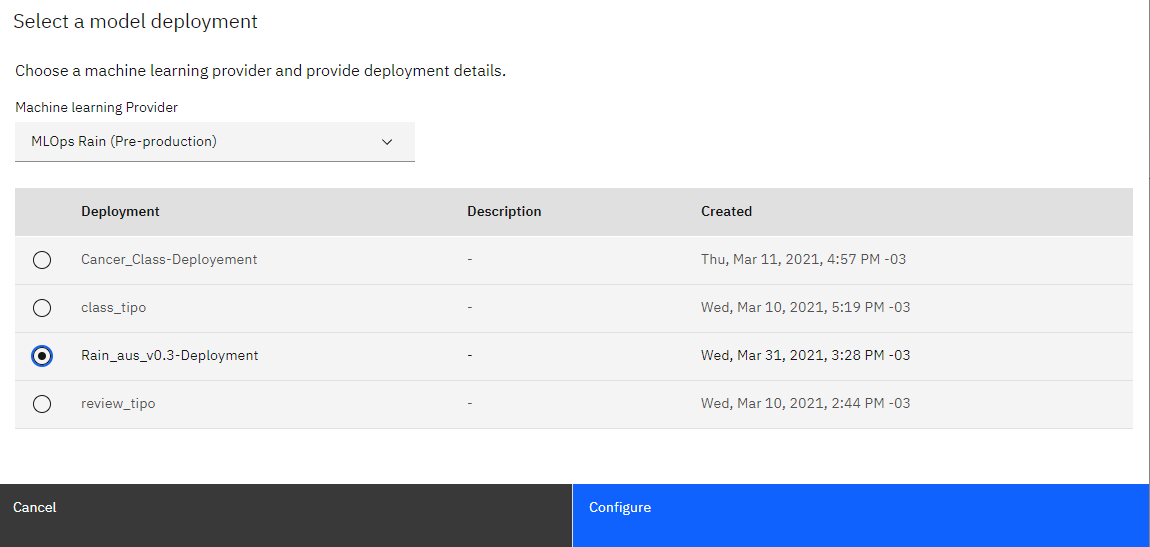 Select a model deployment
Choose a machine learning provider and provide deployment details.
Machine learning Provider
MLOps Rain (Pre-production)
Deployment Description Created
Cancer_Class-Deployement - Thu, Mar 11, 2021, 4:57 PM -03
class_tipo - Wed, Mar 10, 2021, 5:19 PM -03
Rain_aus_v0.3-Deployment - Wed, Mar 31, 2021, 3:28 PM -03
review_tipo - Wed, Mar 10, 2021, 2:44 PM -03
Cancel Configure